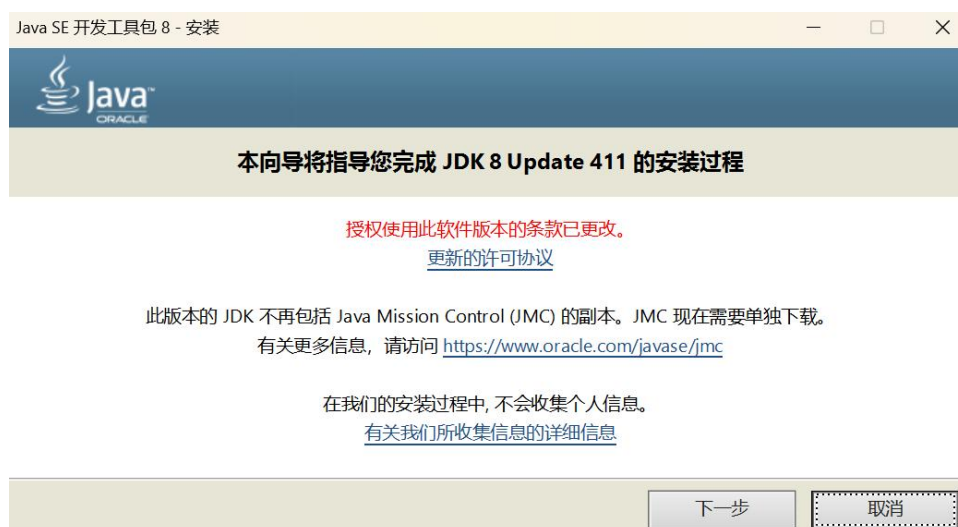 Java SE 开发工具包 8 - 安装
Java™
ORACLE
本向导将指导您完成 JDK 8 Update 411 的安装过程
授权使用此软件版本的条款已更改。
更新的许可协议
此版本的 JDK 不再包括 Java Mission Control (JMC) 的副本。JMC 现在需要单独下载。
有关更多信息，请访问 https://www.oracle.com/javase/jmc
在我们的安装过程中, 不会收集个人信息。
有关我们所收集信息的详细信息
下一步 取消